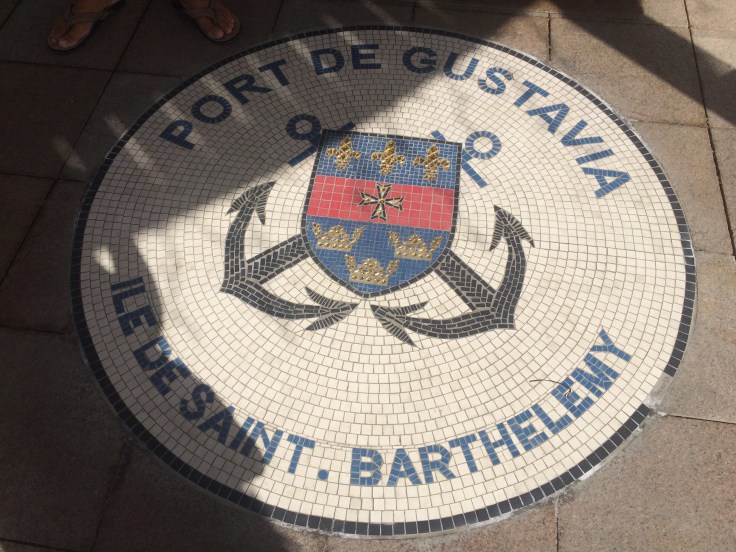 PORT DE GUSTAVIA
ILE DE SAINT. BARTHELEMY